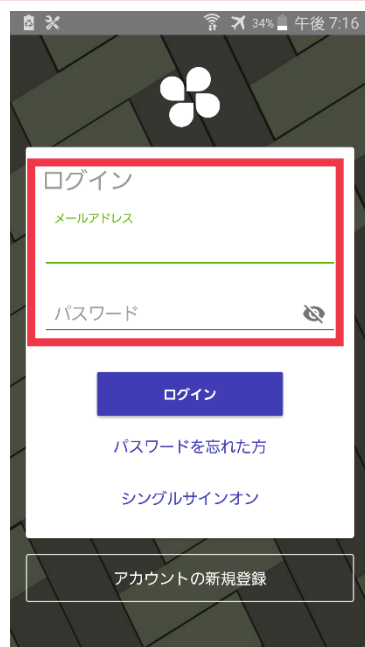 34% 午後 7:16
ログイン
メールアドレス
パスワード
ログイン
パスワードを忘れた方
シングルサインオン
アカウントの新規登録